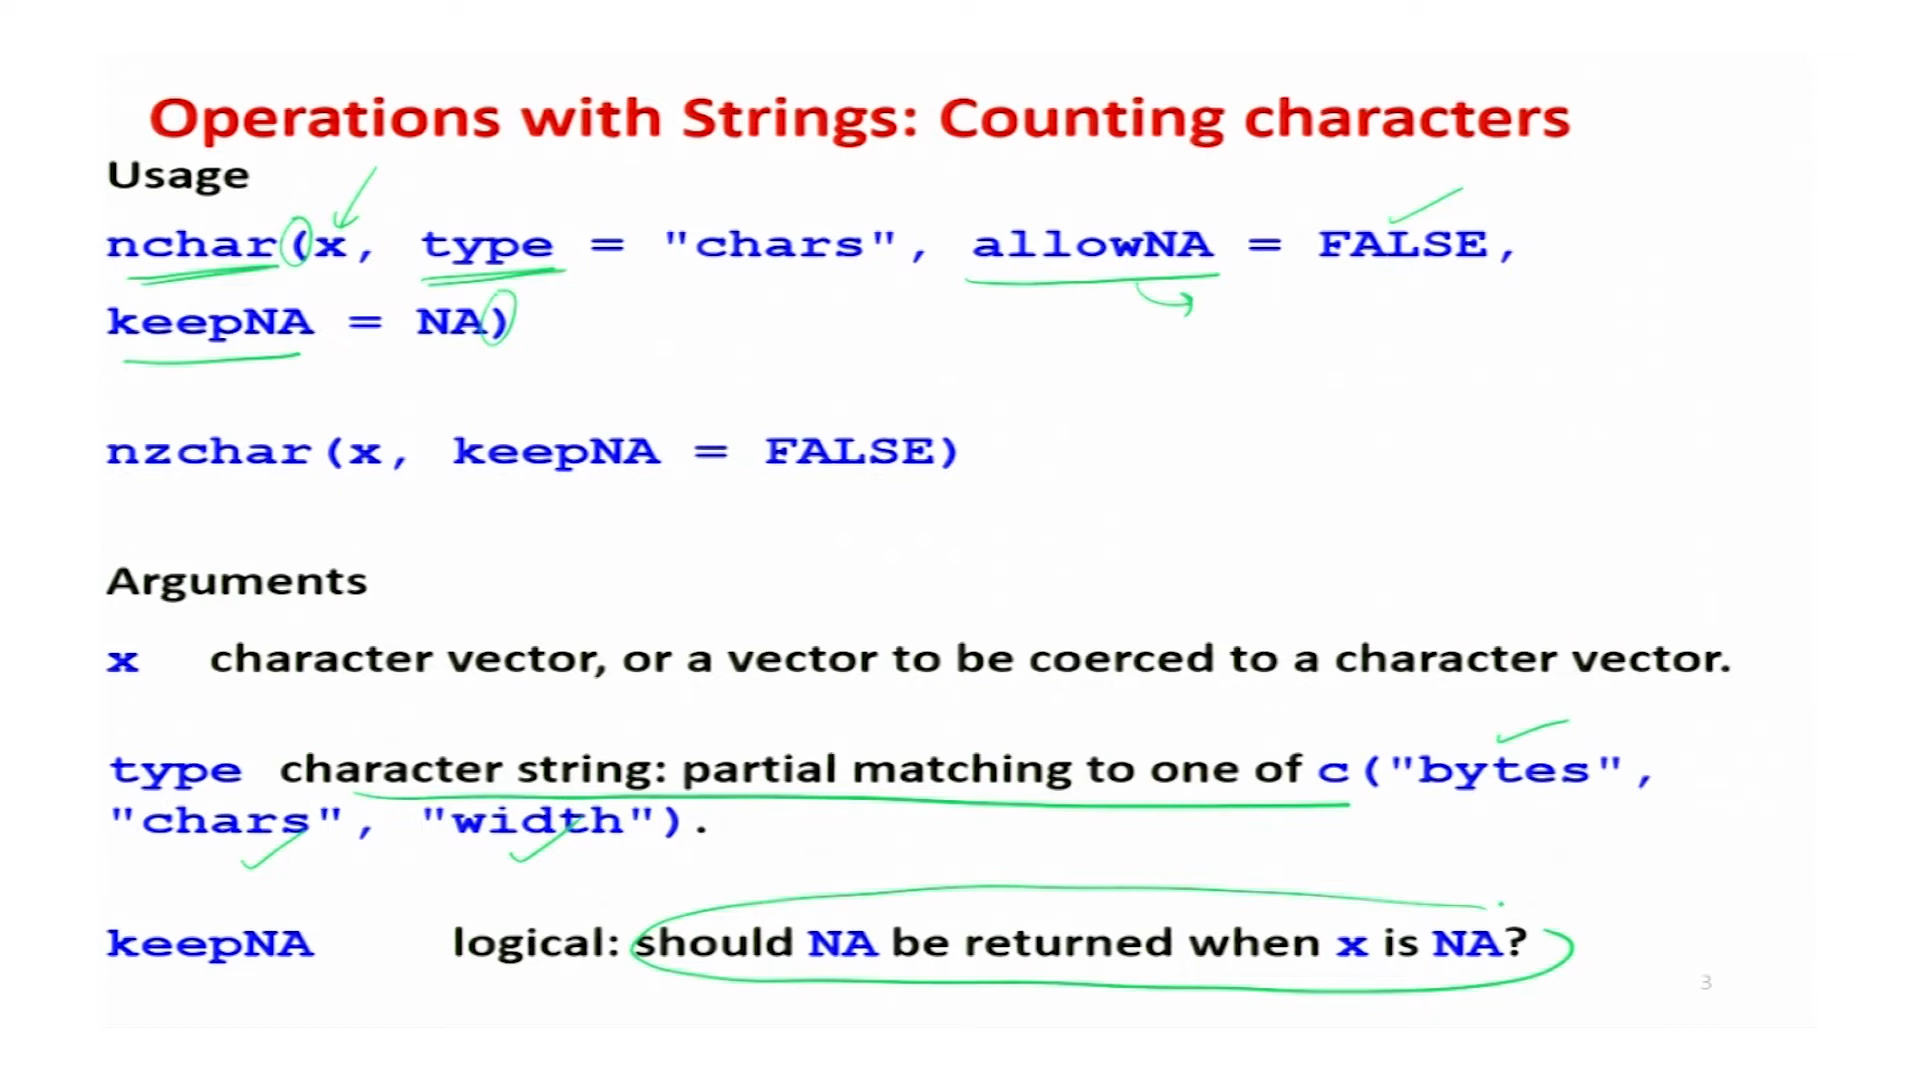 Operations with Strings: Counting characters
Usage
nchar(x, type = "chars", allowNA = FALSE,
keepNA = NA)
nzchar(x, keepNA = FALSE)
Arguments
x character vector, or a vector to be coerced to a character vector.
type character string: partial matching to one of c("bytes",
"chars", "width").
keepNA logical: should NA be returned when x is NA?
3